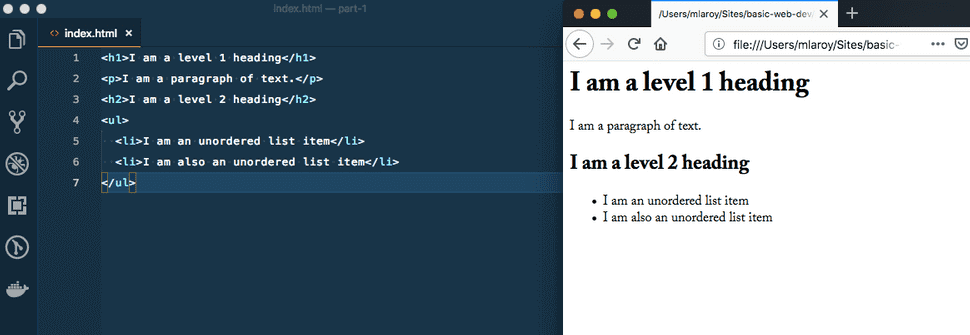 index.html — part-1
<> index.html ×
1 <h1>I am a level 1 heading</h1>
2 <p>I am a paragraph of text.</p>
3 <h2>I am a level 2 heading</h2>
4 <ul>
5 <li>I am an unordered list item</li>
6 <li>I am also an unordered list item</li>
7 </ul>
/Users/mlaroy/Sites/basic-web-dev/
file:///Users/mlaroy/Sites/basic-
I am a level 1 heading
I am a paragraph of text.
I am a level 2 heading
• I am an unordered list item
• I am also an unordered list item